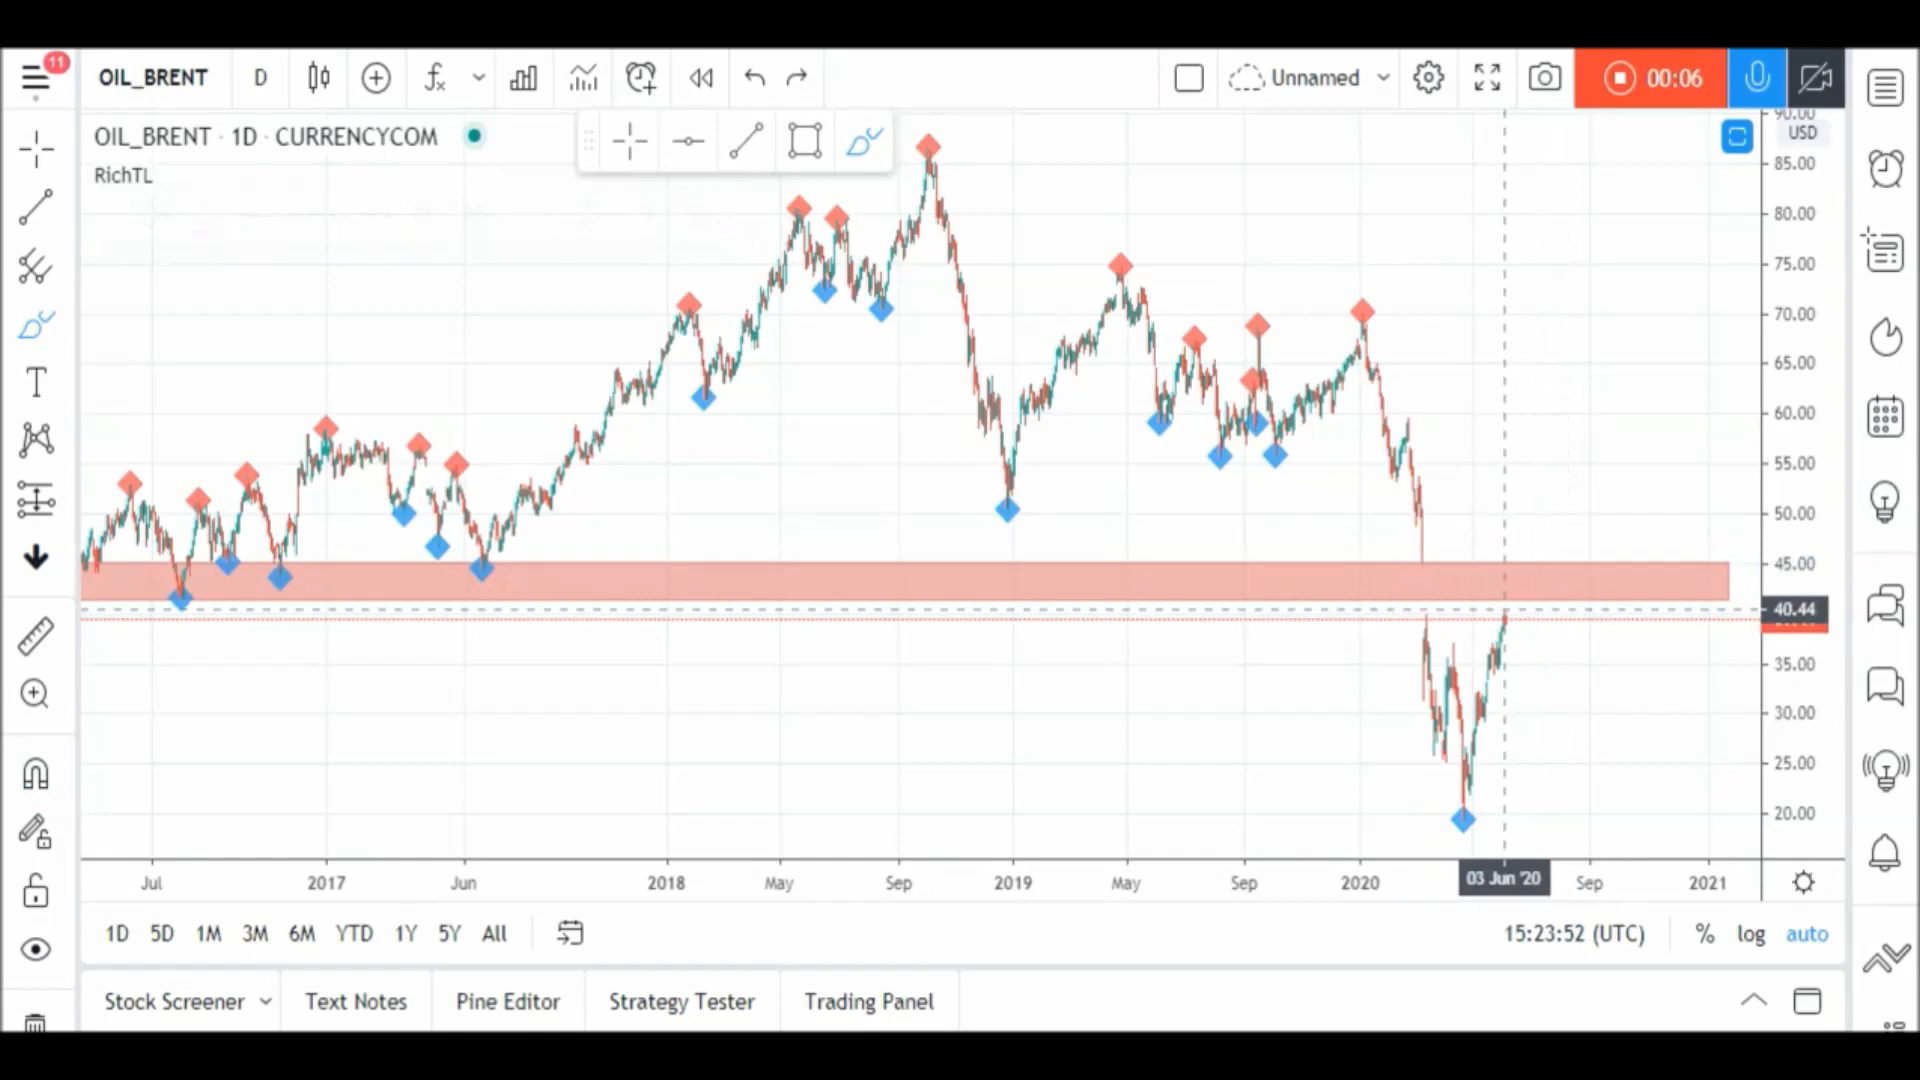 11
OIL_BRENT D Unnamed 00:06
OIL_BRENT · 1D · CURRENCYCOM
RichTL
USD
90.00
85.00
80.00
75.00
70.00
65.00
60.00
55.00
50.00
45.00
40.44
35.00
30.00
25.00
20.00
Jul 2017 Jun 2018 May Sep 2019 May Sep 2020 03 Jun '20 Sep 2021
1D 5D 1M 3M 6M YTD 1Y 5Y All 15:23:52 (UTC) % log auto
Stock Screener Text Notes Pine Editor Strategy Tester Trading Panel